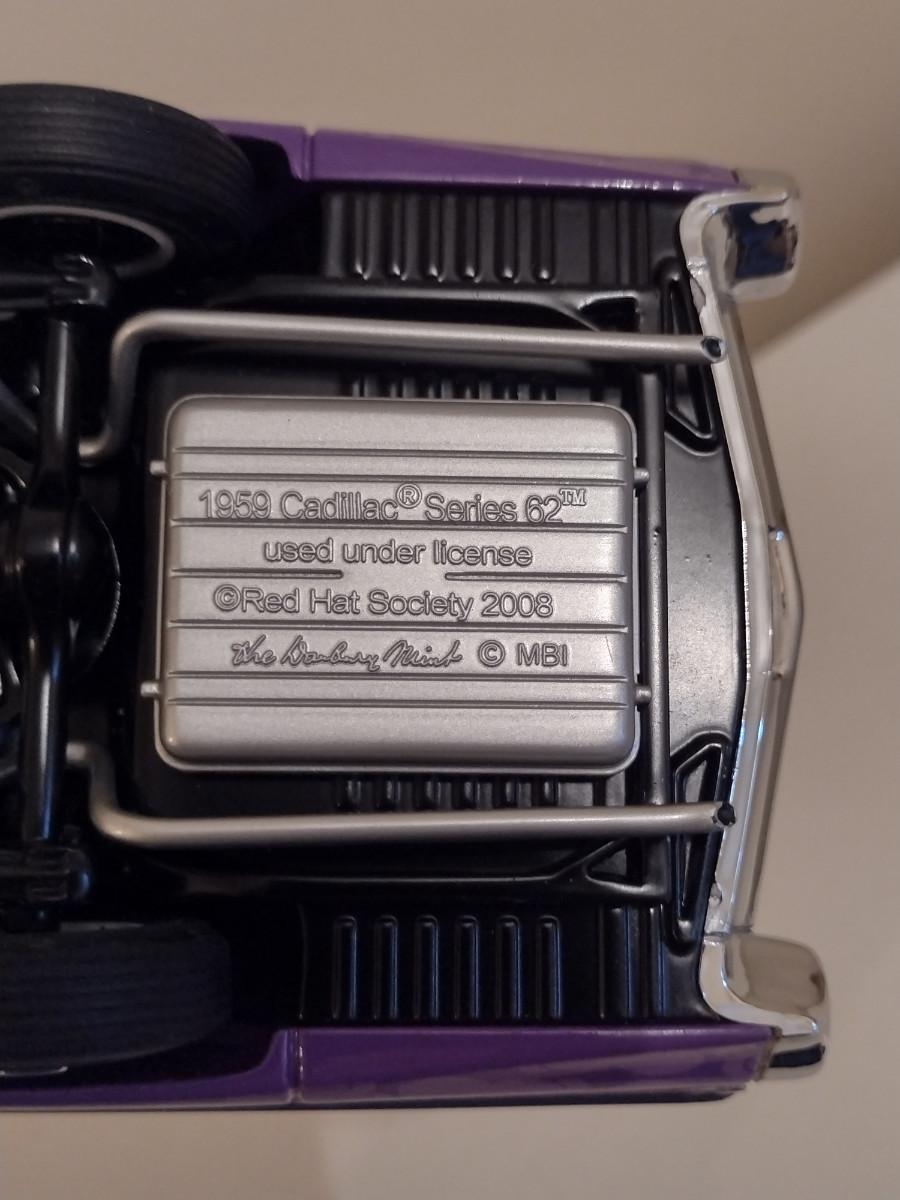 1959 Cadillac® Series 62™
used under license
©Red Hat Society 2008
the Danbury Mint © MBI